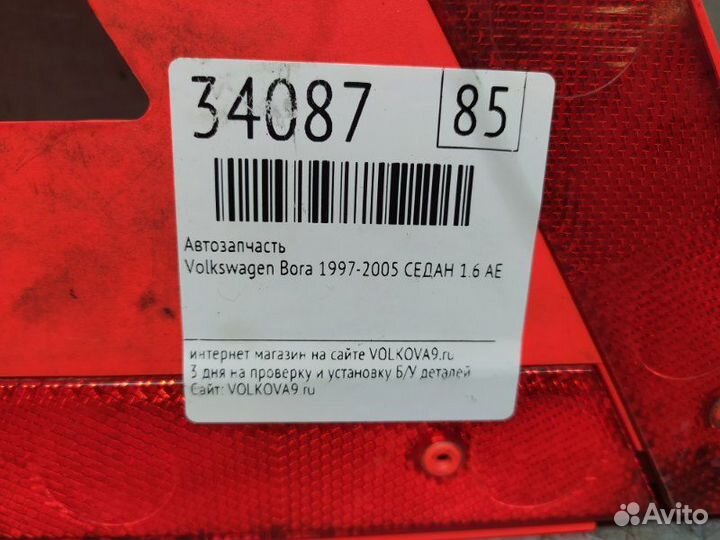 34087 85
Автозапчасть
Volkswagen Bora 1997-2005 СЕДАН 1.6 AE
интернет магазин на сайте VOLKOVA9.ru
3 дня на проверку и установку Б/У деталей
Сайт: VOLKOVA9.ru
Avito